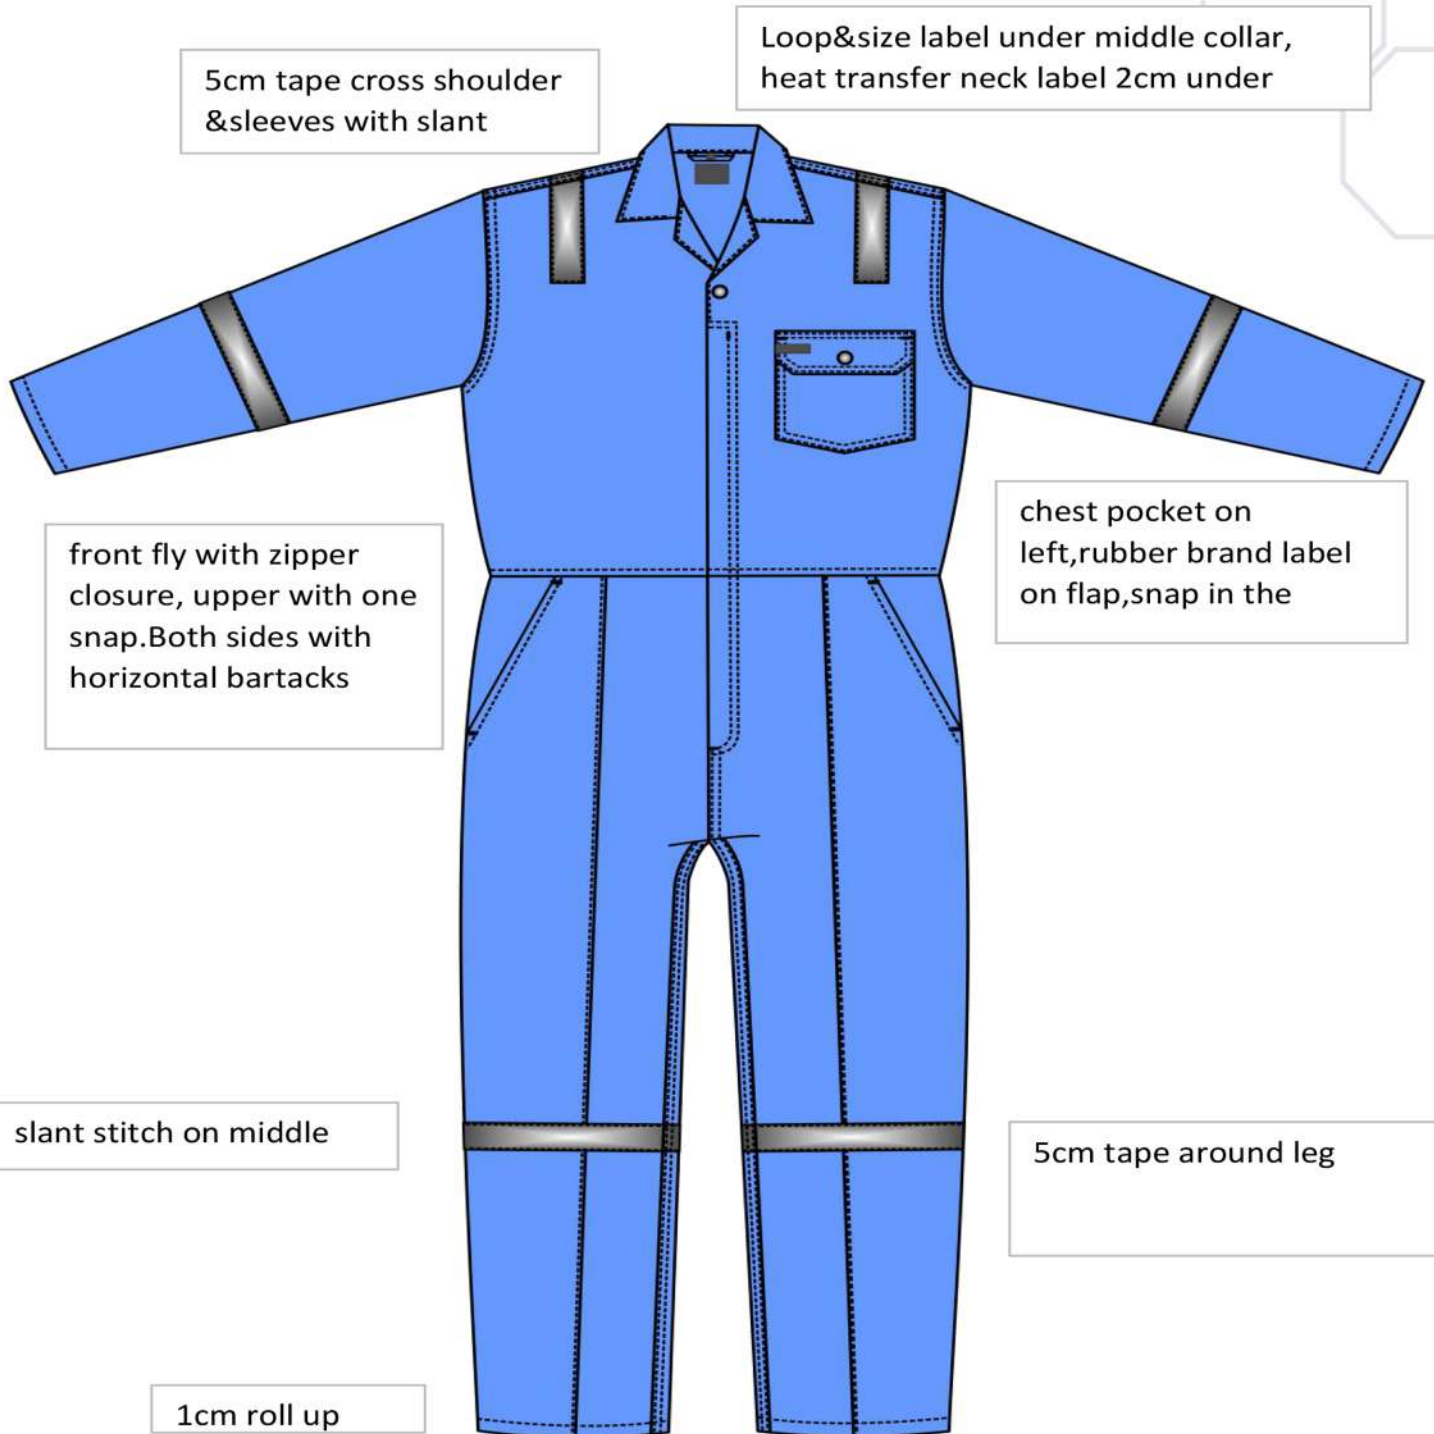 Loop&size label under middle collar,
heat transfer neck label 2cm under
5cm tape cross shoulder
&sleeves with slant
front fly with zipper
closure, upper with one
snap.Both sides with
horizontal bartacks
chest pocket on
left,rubber brand label
on flap,snap in the
slant stitch on middle
5cm tape around leg
1cm roll up